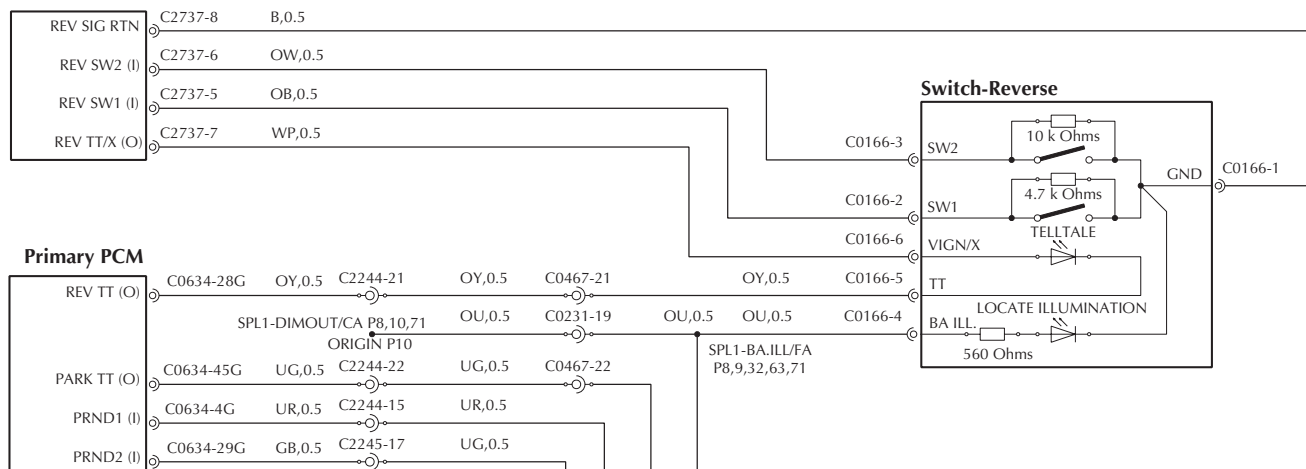 REV SIG RTN C2737-8 B,0.5
REV SW2 (I) C2737-6 OW,0.5
REV SW1 (I) C2737-5 OB,0.5
REV TT/X (O) C2737-7 WP,0.5
Switch-Reverse
10 k Ohms
C0166-3 SW2
GND C0166-1
4.7 k Ohms
C0166-2 SW1
TELLTALE
C0166-6 VIGN/X
Primary PCM
REV TT (O) C0634-28G OY,0.5 C2244-21 OY,0.5 C0467-21 OY,0.5 C0166-5 TT
LOCATE ILLUMINATION
SPL1-DIMOUT/CA P8,10,71 OU,0.5 C0231-19 OU,0.5 OU,0.5 C0166-4 BA ILL.
ORIGIN P10
560 Ohms
SPL1-BA.ILL/FA
P8,9,32,63,71
PARK TT (O) C0634-45G UG,0.5 C2244-22 UG,0.5 C0467-22
PRND1 (I) C0634-4G UR,0.5 C2244-15 UR,0.5
PRND2 (I) C0634-29G GB,0.5 C2245-17 UG,0.5